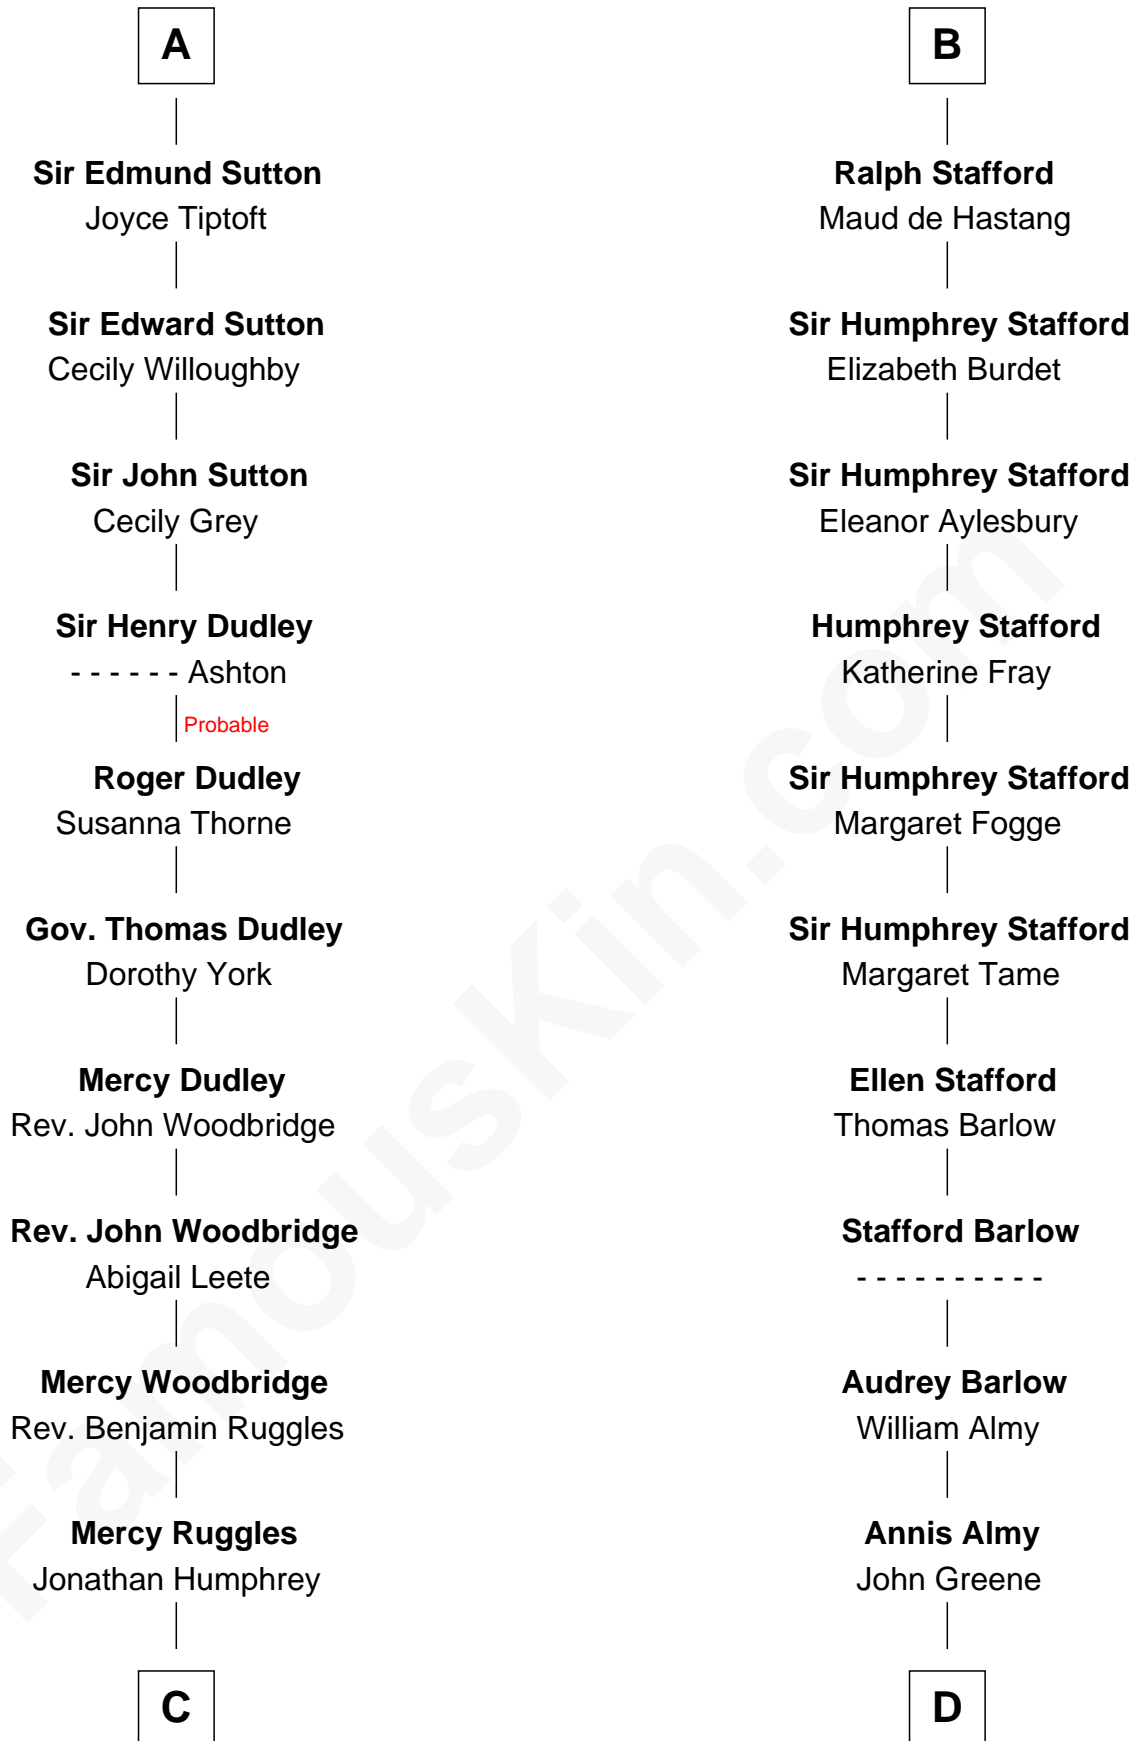 A
Sir Edmund Sutton
Joyce Tiptoft
Sir Edward Sutton
Cecily Willoughby
Sir John Sutton
Cecily Grey
Sir Henry Dudley
- - - - - - Ashton
Probable
Roger Dudley
Susanna Thorne
Gov. Thomas Dudley
Dorothy York
Mercy Dudley
Rev. John Woodbridge
Rev. John Woodbridge
Abigail Leete
Mercy Woodbridge
Rev. Benjamin Ruggles
Mercy Ruggles
Jonathan Humphrey
C
B
Ralph Stafford
Maud de Hastang
Sir Humphrey Stafford
Elizabeth Burdet
Sir Humphrey Stafford
Eleanor Aylesbury
Humphrey Stafford
Katherine Fray
Sir Humphrey Stafford
Margaret Fogge
Sir Humphrey Stafford
Margaret Tame
Ellen Stafford
Thomas Barlow
Stafford Barlow
- - - - - - - - - -
Audrey Barlow
William Almy
Annis Almy
John Greene
D
FamousKin.com